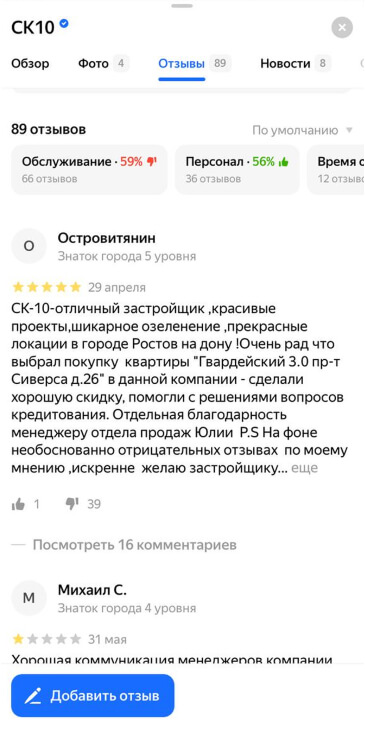 СК10
Обзор Фото 4 Отзывы 89 Новости 8
89 отзывов По умолчанию
Обслуживание · 59% Персонал · 56% Время о
66 отзывов 36 отзывов 12 отзывс
О Островитянин
Знаток города 5 уровня
29 апреля
СК-10-отличный застройщик ,красивые
проекты,шикарное озеленение ,прекрасные
локации в городе Ростов на дону !Очень рад что
выбрал покупку квартиры "Гвардейский 3.0 пр-т
Сиверса д.26" в данной компании - сделали
хорошую скидку, помогли с решениями вопросов
кредитования. Отдельная благодарность
менеджеру отдела продаж Юлии P.S На фоне
необоснованно отрицательных отзывах по моему
мнению ,искренне желаю застройщику... еще
1 39
Посмотреть 16 комментариев
М Михаил С.
Знаток города 4 уровня
31 мая
Хорошая коммуникация менеджеров компании
Добавить отзыв